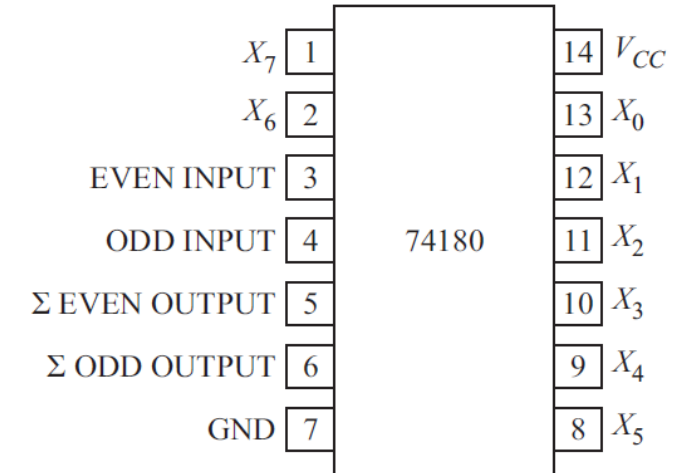 X7 1 14 VCC
X6 2 13 X0
EVEN INPUT 3 12 X1
ODD INPUT 4 74180 11 X2
Σ EVEN OUTPUT 5 10 X3
Σ ODD OUTPUT 6 9 X4
GND 7 8 X5